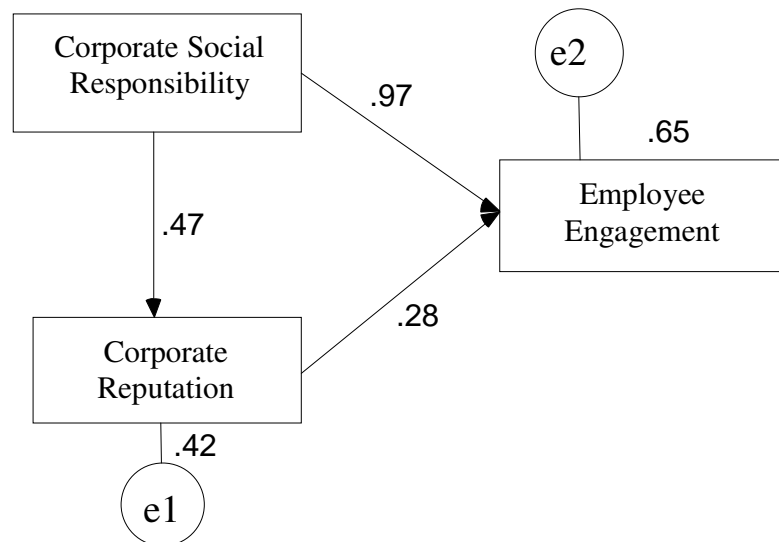 Corporate Social
Responsibility
e2
.97
.65
Employee
Engagement
.47
.28
Corporate
Reputation
.42
e1